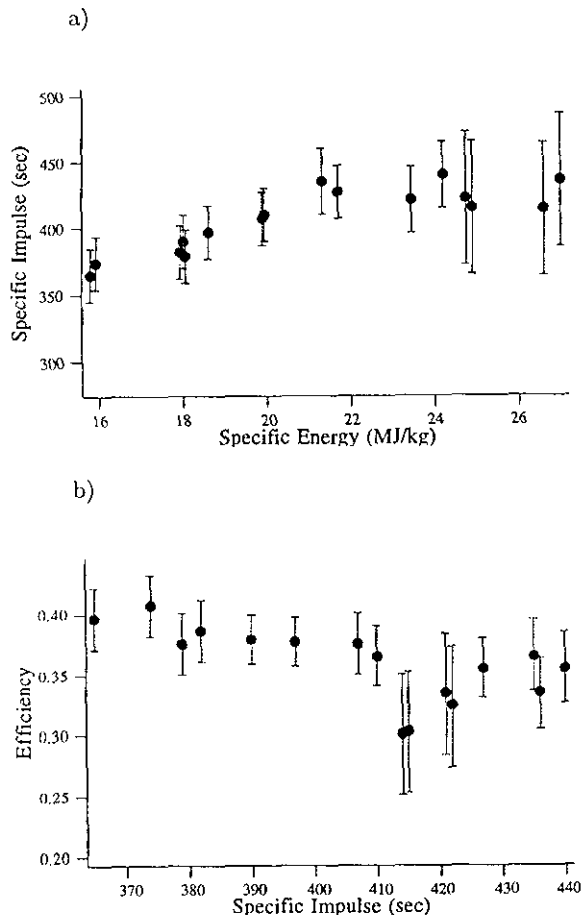 a)
500
450
400
350
300
Specific Impulse (sec)
16 18 20 22 24 26
Specific Energy (MJ/kg)
b)
0.40
0.35
0.30
0.25
0.20
Efficiency
370 380 390 400 410 420 430 440
Specific Impulse (sec)